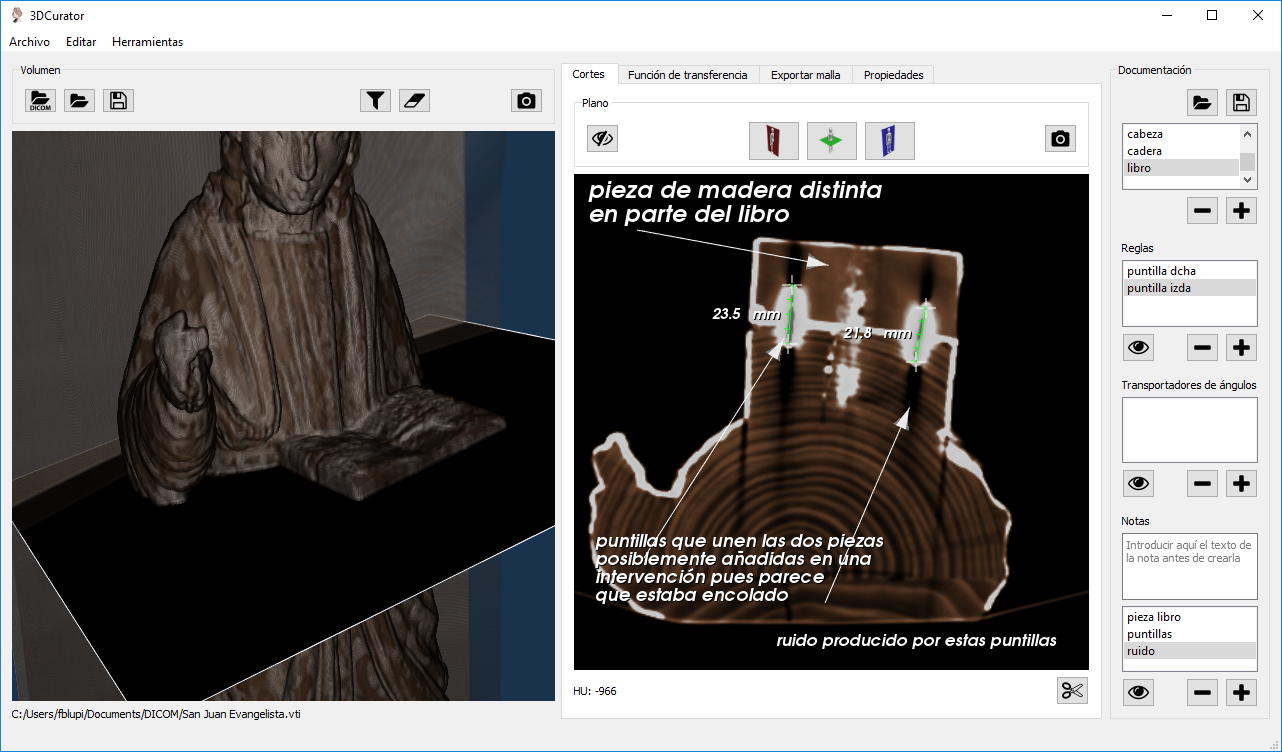 3DCurator
Archivo Editar Herramientas
Volumen
DICOM
C:/Users/fblupi/Documents/DICOM/San Juan Evangelista.vti
Cortes Función de transferencia Exportar malla Propiedades
Plano
pieza de madera distinta
en parte del libro
23.5 mm
21.8 mm
puntillas que unen las dos piezas
posiblemente añadidas en una
intervención pues parece
que estaba encolado
ruido producido por estas puntillas
HU: -966
Documentación
cabeza
cadera
libro
Reglas
puntilla dcha
puntilla izda
Transportadores de ángulos
Notas
Introducir aquí el texto de
la nota antes de crearla
pieza libro
puntillas
ruido